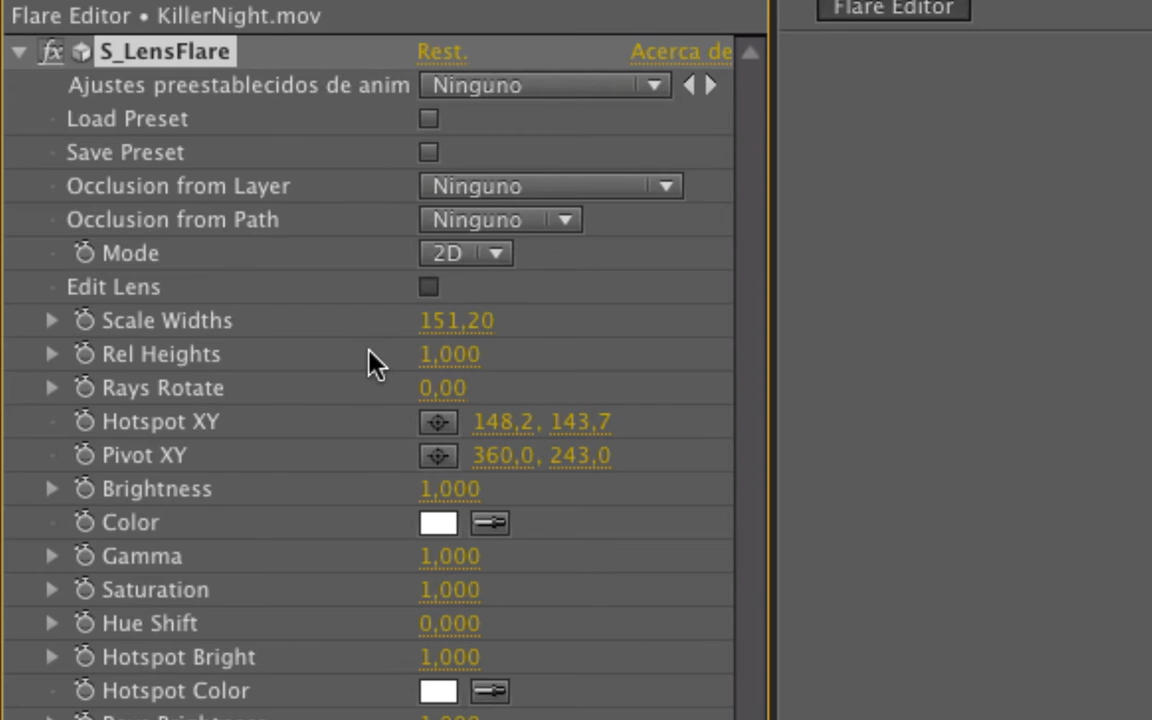 Flare Editor • KillerNight.mov
Flare Editor
fx S_LensFlare Rest. Acerca de
Ajustes preestablecidos de anim Ninguno
Load Preset
Save Preset
Occlusion from Layer Ninguno
Occlusion from Path Ninguno
Mode 2D
Edit Lens
Scale Widths 151,20
Rel Heights 1,000
Rays Rotate 0,00
Hotspot XY 148,2, 143,7
Pivot XY 360,0, 243,0
Brightness 1,000
Color
Gamma 1,000
Saturation 1,000
Hue Shift 0,000
Hotspot Bright 1,000
Hotspot Color